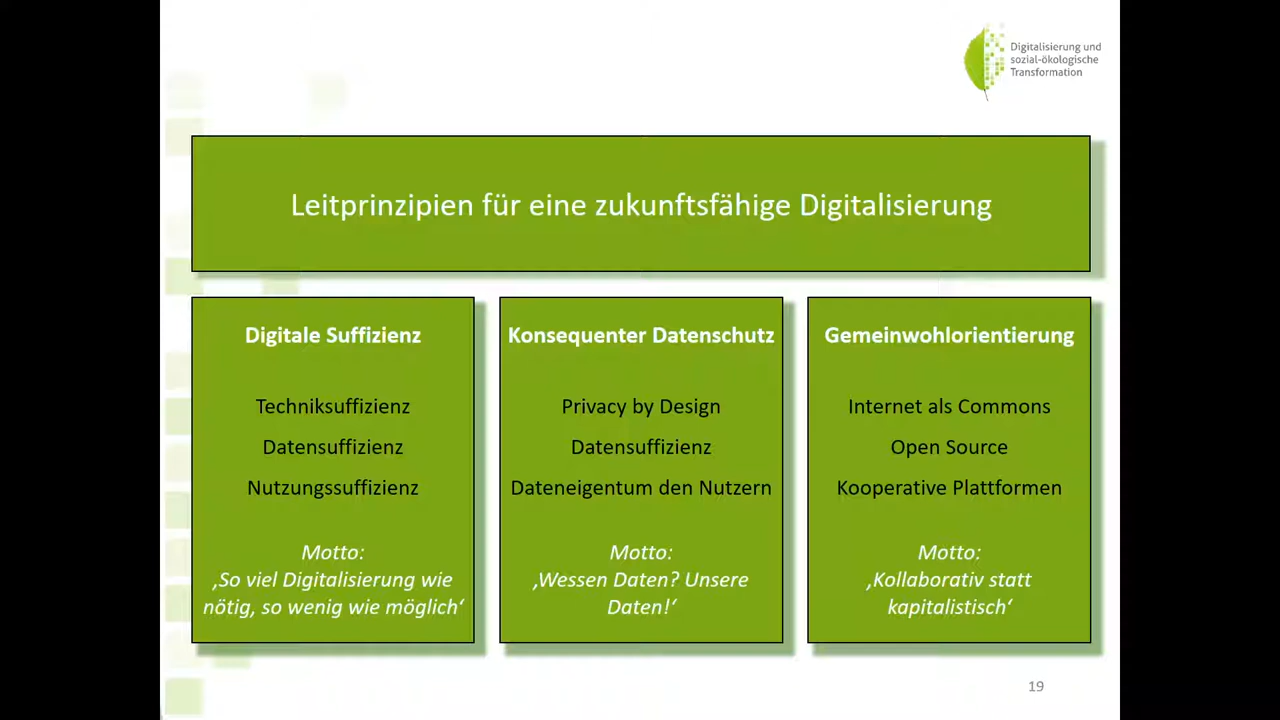 Digitalisierung und
sozial-ökologische
Transformation
Leitprinzipien für eine zukunftsfähige Digitalisierung
Digitale Suffizienz
Techniksuffizienz
Datensuffizienz
Nutzungssuffizienz
Motto:
‚So viel Digitalisierung wie
nötig, so wenig wie möglich‘
Konsequenter Datenschutz
Privacy by Design
Datensuffizienz
Dateneigentum den Nutzern
Motto:
‚Wessen Daten? Unsere
Daten!‘
Gemeinwohlorientierung
Internet als Commons
Open Source
Kooperative Plattformen
Motto:
‚Kollaborativ statt
kapitalistisch‘
19